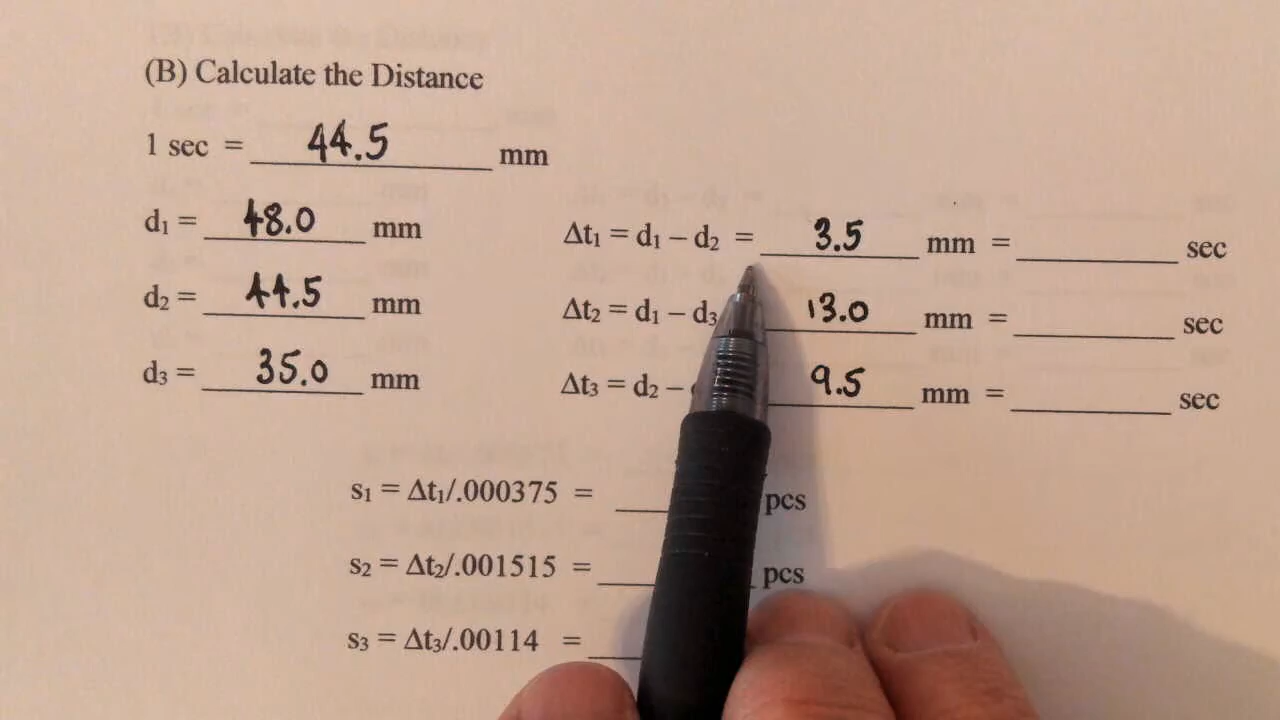 (B) Calculate the Distance
1 sec = 44.5 mm
d₁ = 48.0 mm
Δt₁ = d₁ – d₂ = 3.5 mm = sec
d₂ = 44.5 mm
Δt₂ = d₁ – d₃ 13.0 mm = sec
d₃ = 35.0 mm
Δt₃ = d₂ – 9.5 mm = sec
s₁ = Δt₁/.000375 = pcs
s₂ = Δt₂/.001515 = pcs
s₃ = Δt₃/.00114 =